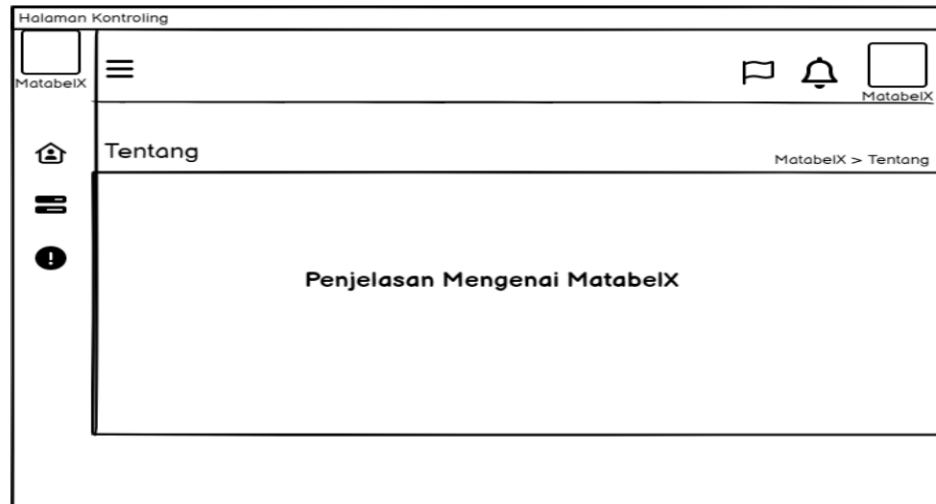 Halaman Kontroling
MatabelX
MatabelX
Tentang
MatabelX > Tentang
Penjelasan Mengenai MatabelX